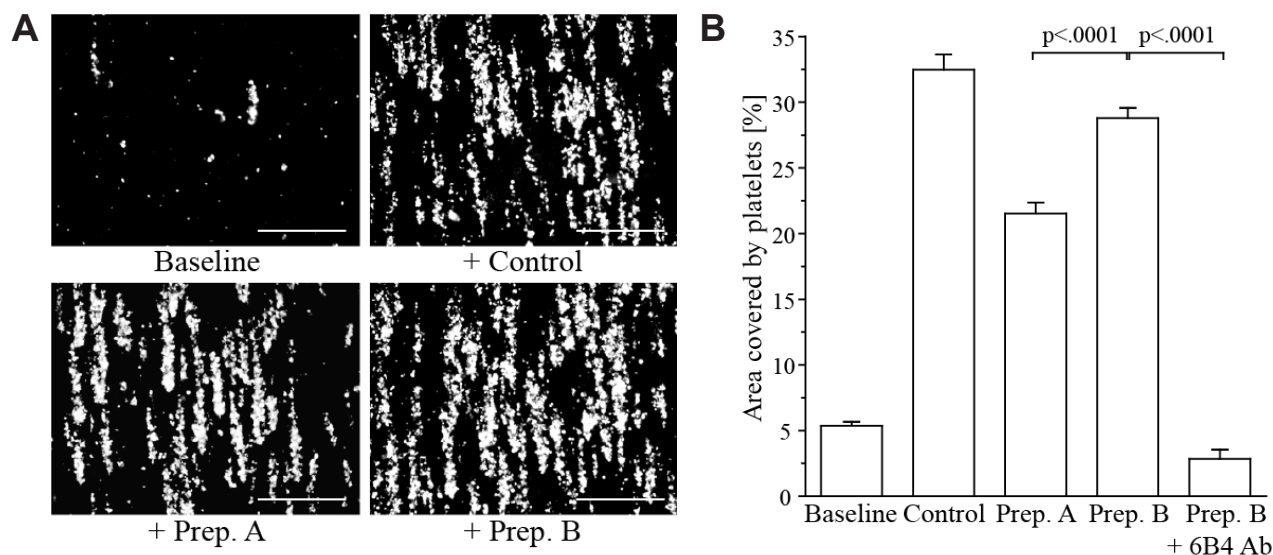 A
Baseline
+ Control
+ Prep. A
+ Prep. B
B
p<.0001 p<.0001
Area covered by platelets [%]
35
30
25
20
15
10
5
0
Baseline Control Prep. A Prep. B Prep. B
+ 6B4 Ab